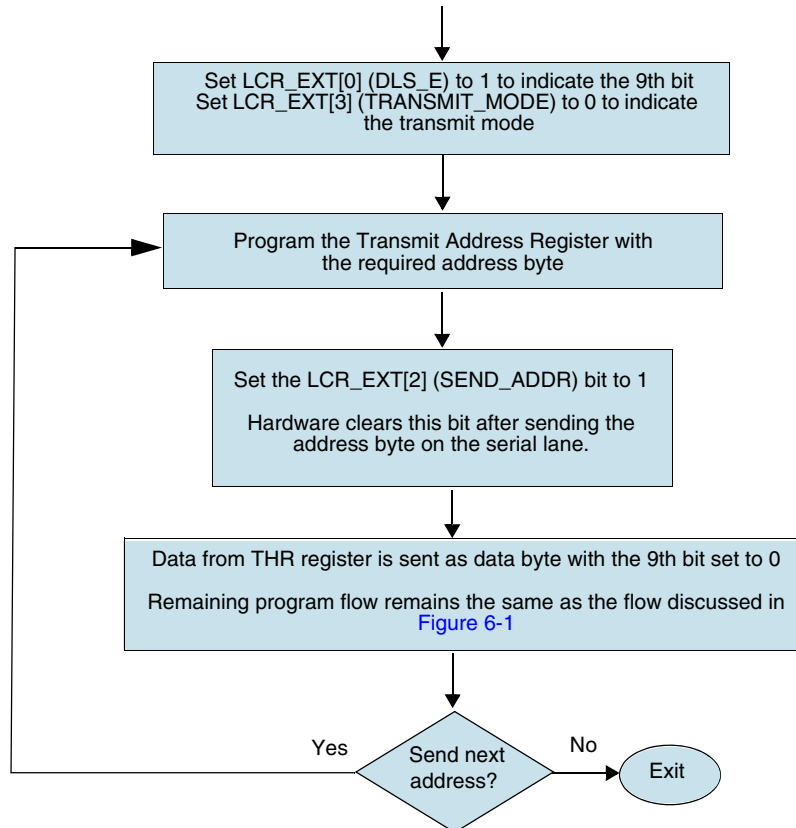 Set LCR_EXT[0] (DLS_E) to 1 to indicate the 9th bit
Set LCR_EXT[3] (TRANSMIT_MODE) to 0 to indicate
the transmit mode
Program the Transmit Address Register with
the required address byte
Set the LCR_EXT[2] (SEND_ADDR) bit to 1
Hardware clears this bit after sending the
address byte on the serial lane.
Data from THR register is sent as data byte with the 9th bit set to 0
Remaining program flow remains the same as the flow discussed in
Figure 6-1
Yes
Send next
address?
No
Exit